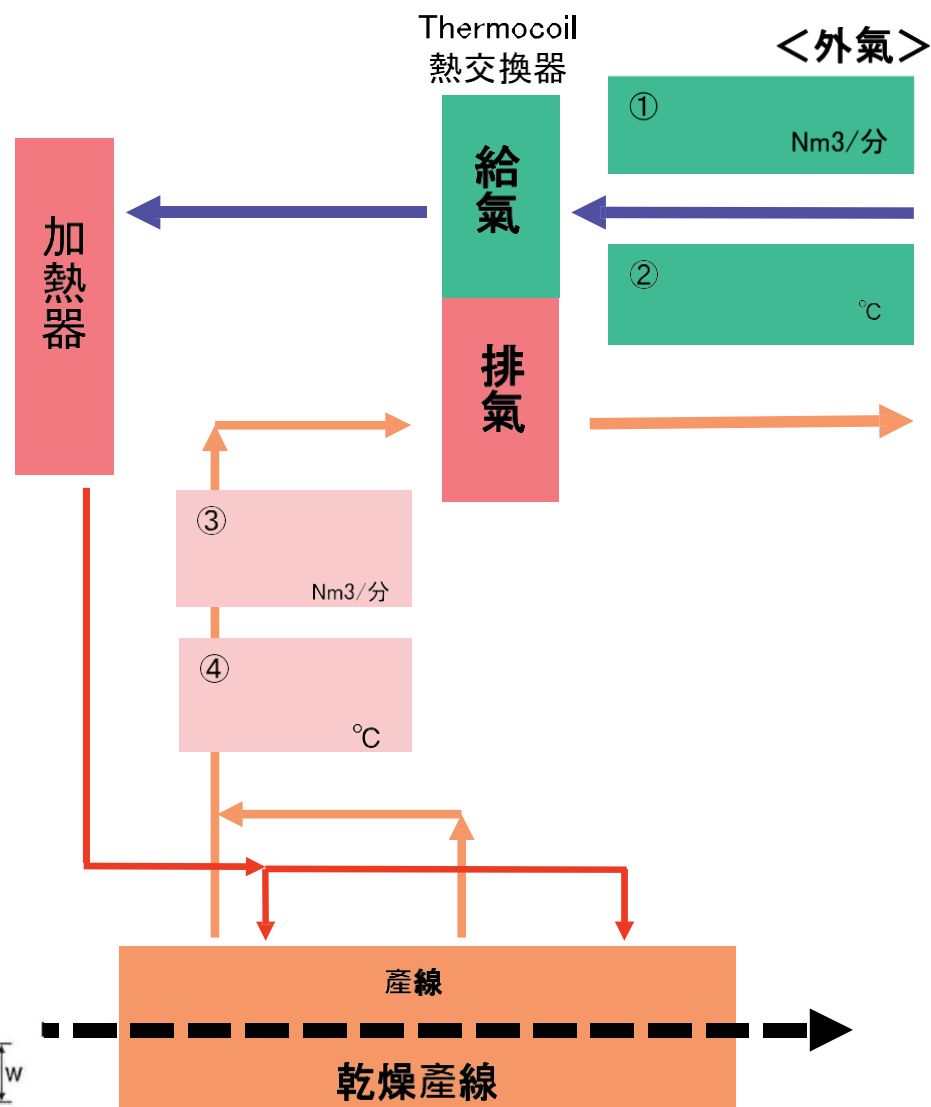 Thermocoil
熱交換器
＜外氣＞
①
Nm3/分
給氣
加熱器
②
℃
排氣
③
Nm3/分
④
℃
產線
乾燥產線
W